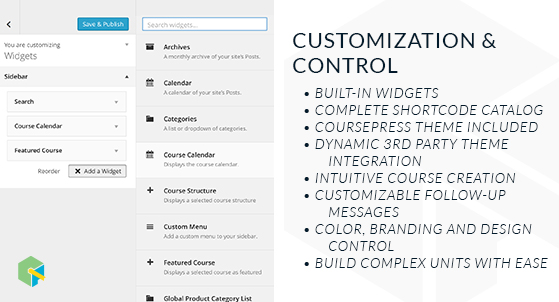 Save & Publish
You are customizing
Widgets
Sidebar
Search
Course Calendar
Featured Course
Reorder
Add a Widget
Search widgets...
Archives
A monthly archive of your site's Posts.
Calendar
A calendar of your site's Posts.
Categories
A list or dropdown of categories.
Course Calendar
Displays the course calendar
Course Structure
Displays a selected course structure
Custom Menu
Add a custom menu to your sidebar.
Featured Course
Displays a selected course as featured
Global Product Category List
CUSTOMIZATION &
CONTROL
• BUILT-IN WIDGETS
• COMPLETE SHORTCODE CATALOG
• COURSEPRESS THEME INCLUDED
• DYNAMIC 3RD PARTY THEME
INTEGRATION
• INTUITIVE COURSE CREATION
• CUSTOMIZABLE FOLLOW-UP
MESSAGES
• COLOR, BRANDING AND DESIGN
CONTROL
• BUILD COMPLEX UNITS WITH EASE